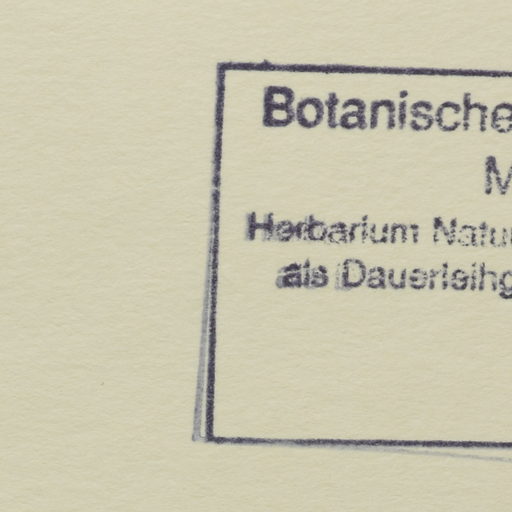 Botanische
M
Herbarium Natu
als Dauerleihg